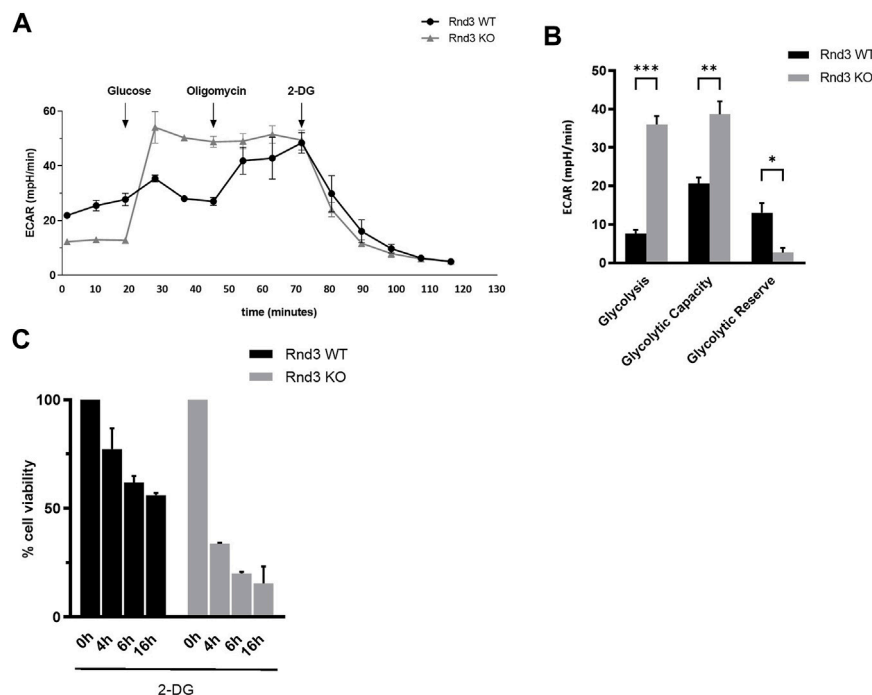 A
Rnd3 WT
Rnd3 KO
Glucose Oligomycin 2-DG
60
40
20
0
ECAR (mpH/min)
0 10 20 30 40 50 60 70 80 90 100 110 120 130
time (minutes)
B
Rnd3 WT
Rnd3 KO
*** ** *
50
40
30
20
10
0
ECAR (mpH/min)
Glycolysis
Glycolytic Capacity
Glycolytic Reserve
C
Rnd3 WT
Rnd3 KO
100
50
0
% cell viability
0h 4h 6h 16h 0h 4h 6h 16h
2-DG